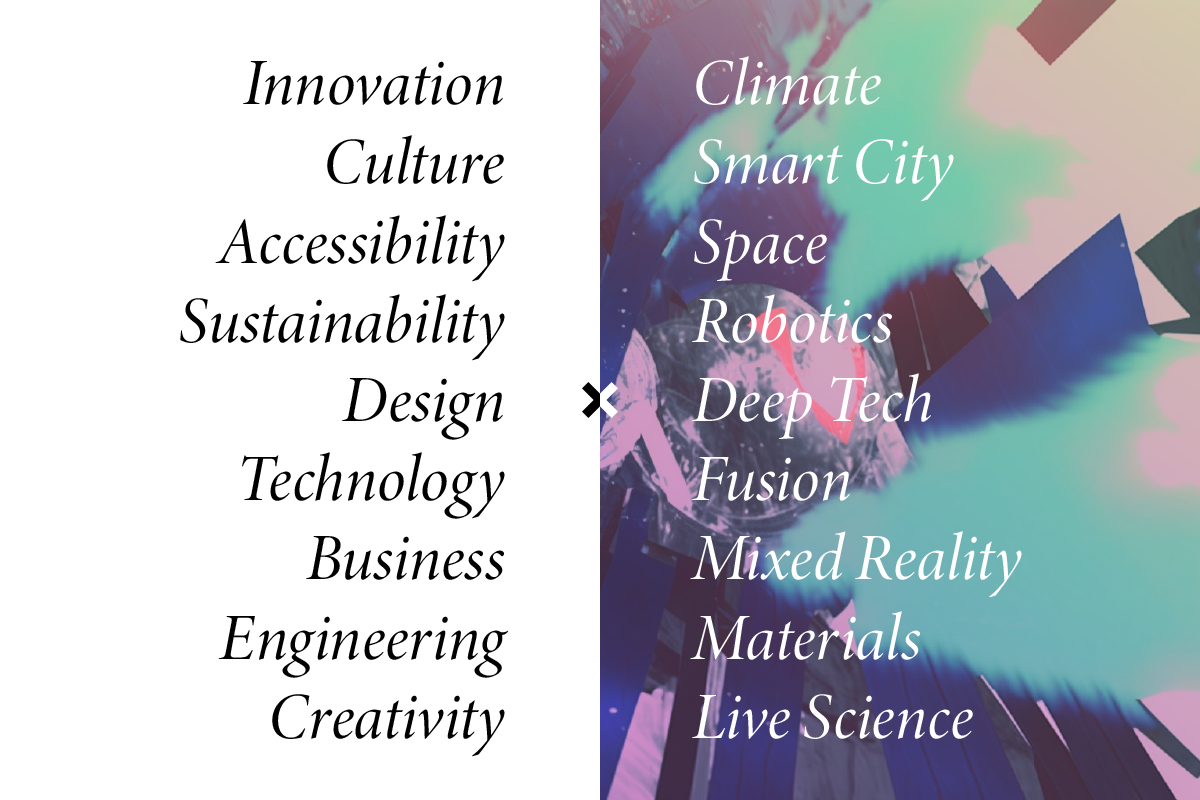 Innovation
Culture
Accessibility
Sustainability
Design
Technology
Business
Engineering
Creativity
×
Climate
Smart City
Space
Robotics
Deep Tech
Fusion
Mixed Reality
Materials
Live Science